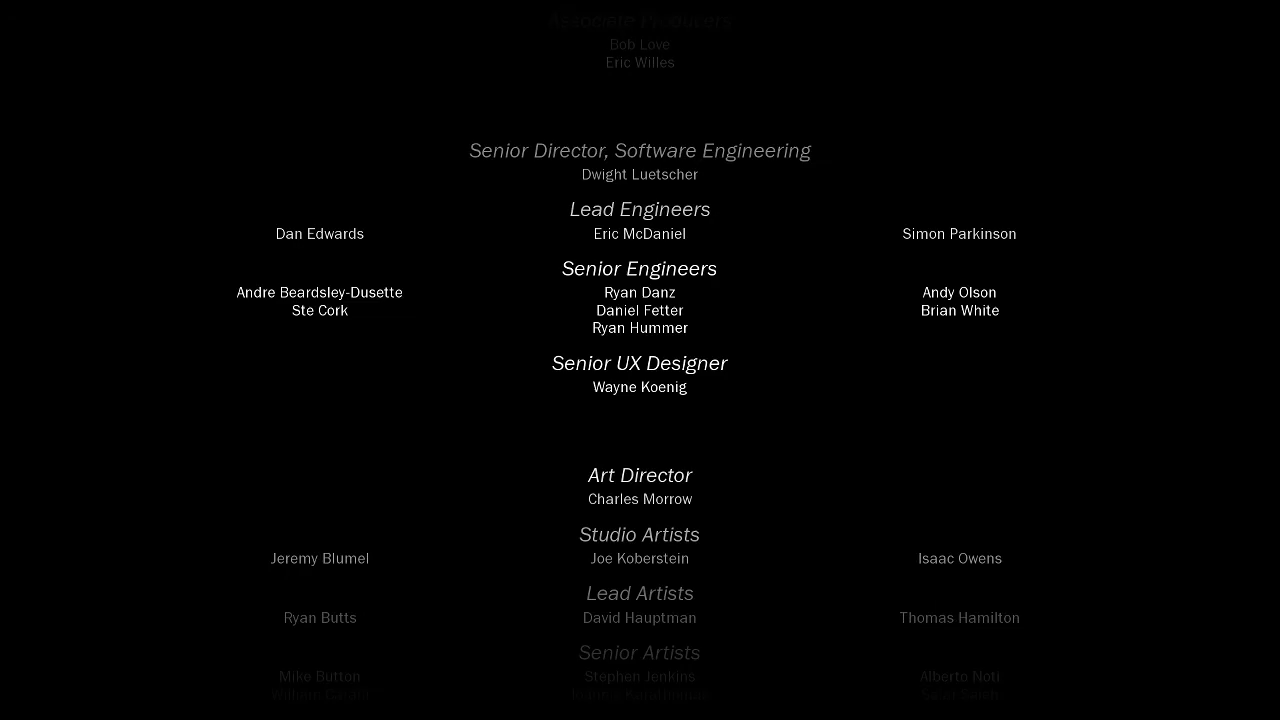 Associate Producers
Bob Love
Eric Willes
Senior Director, Software Engineering
Dwight Luetscher
Lead Engineers
Dan Edwards Eric McDaniel Simon Parkinson
Senior Engineers
Andre Beardsley-Dusette Ryan Danz Andy Olson
Ste Cork Daniel Fetter Brian White
Ryan Hummer
Senior UX Designer
Wayne Koenig
Art Director
Charles Morrow
Studio Artists
Jeremy Blumel Joe Koberstein Isaac Owens
Lead Artists
Ryan Butts David Hauptman Thomas Hamilton
Senior Artists
Mike Button Stephen Jenkins Alberto Noti
William